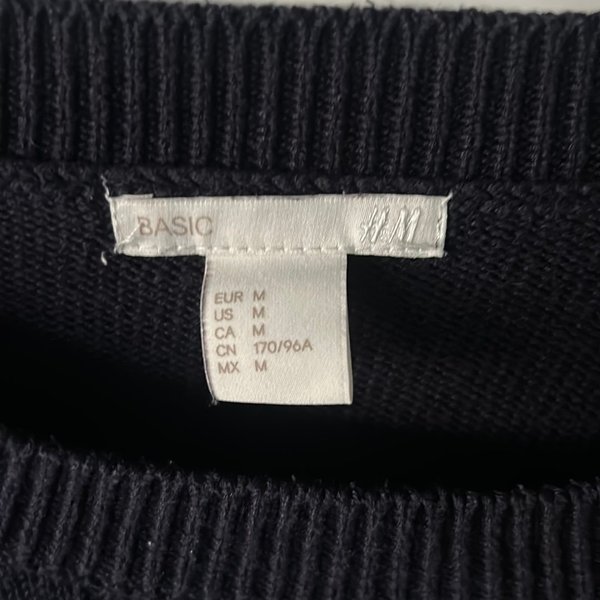 BASIC H&M
EUR M
US M
CA M
CN 170/96A
MX M